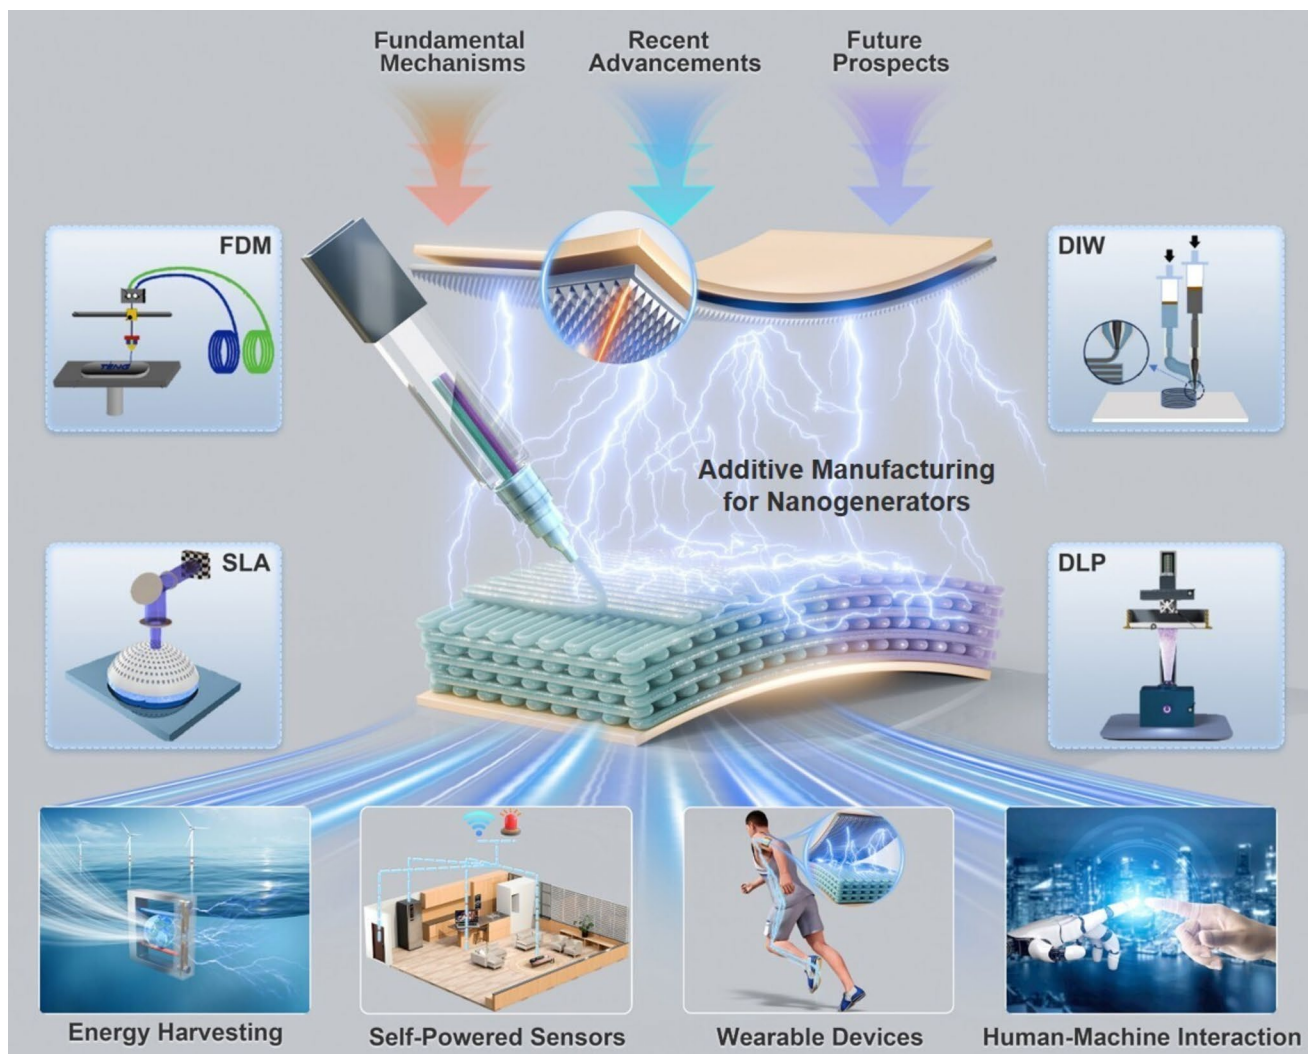 Fundamental
Mechanisms
Recent
Advancements
Future
Prospects
FDM
TENG
DIW
Additive Manufacturing
for Nanogenerators
SLA
DLP
Energy Harvesting
Self-Powered Sensors
Wearable Devices
Human-Machine Interaction